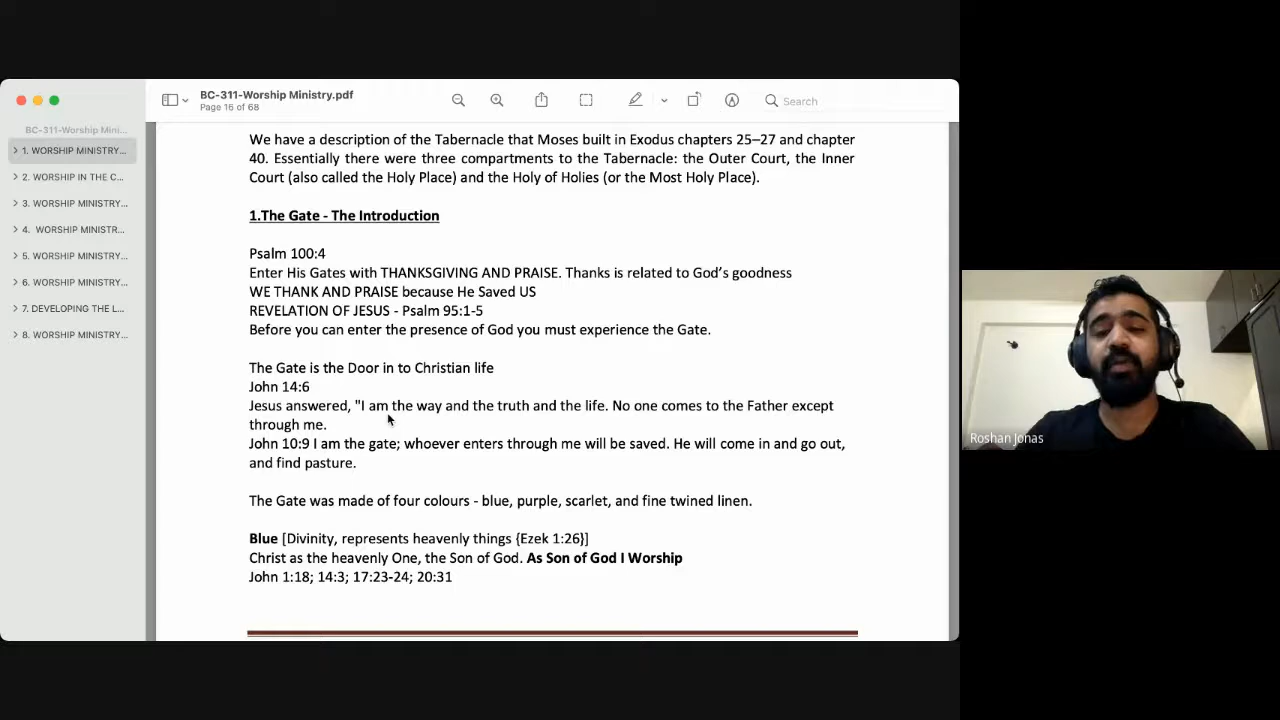 BC-311-Worship Ministry.pdf
Page 16 of 68
Search
BC-311-Worship Mini...
1. WORSHIP MINISTRY...
2. WORSHIP IN THE C...
3. WORSHIP MINISTRY...
4. WORSHIP MINISTR...
5. WORSHIP MINISTRY...
6. WORSHIP MINISTRY...
7. DEVELOPING THE L...
8. WORSHIP MINISTRY...
We have a description of the Tabernacle that Moses built in Exodus chapters 25–27 and chapter
40. Essentially there were three compartments to the Tabernacle: the Outer Court, the Inner
Court (also called the Holy Place) and the Holy of Holies (or the Most Holy Place).
1.The Gate - The Introduction
Psalm 100:4
Enter His Gates with THANKSGIVING AND PRAISE. Thanks is related to God’s goodness
WE THANK AND PRAISE because He Saved US
REVELATION OF JESUS - Psalm 95:1-5
Before you can enter the presence of God you must experience the Gate.
The Gate is the Door in to Christian life
John 14:6
Jesus answered, "I am the way and the truth and the life. No one comes to the Father except
through me.
John 10:9 I am the gate; whoever enters through me will be saved. He will come in and go out,
and find pasture.
The Gate was made of four colours - blue, purple, scarlet, and fine twined linen.
Blue [Divinity, represents heavenly things {Ezek 1:26}]
Christ as the heavenly One, the Son of God. As Son of God I Worship
John 1:18; 14:3; 17:23-24; 20:31
Roshan Jonas